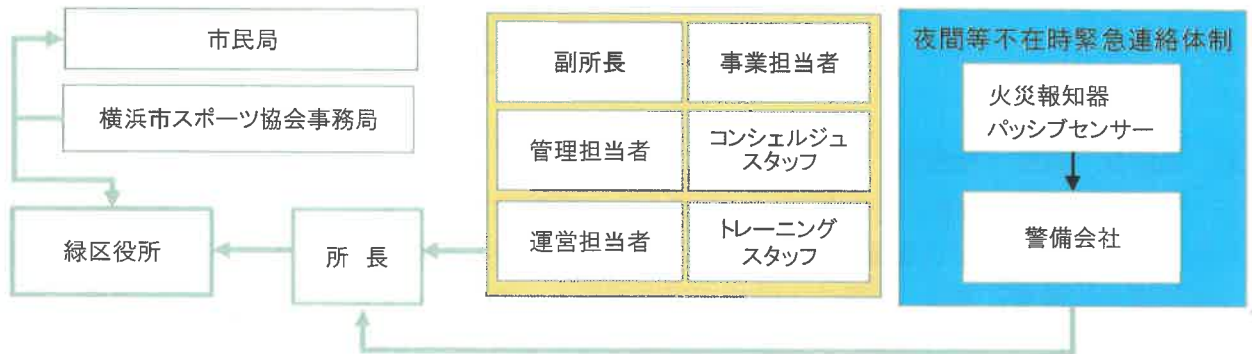 市民局
横浜市スポーツ協会事務局
緑区役所
所 長
副所長
事業担当者
管理担当者
コンシェルジュ
スタッフ
運営担当者
トレーニング
スタッフ
夜間等不在時緊急連絡体制
火災報知器
パッシブセンサー
警備会社